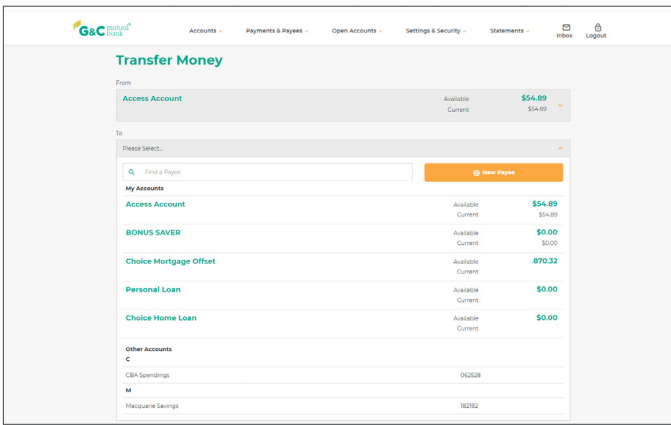 G&C mutual bank
Accounts Payments & Payees Open Accounts Settings & Security Statements Inbox Logout
Transfer Money
From
Access Account Available $54.89
Current $54.89
To
Please Select...
Find a Payee New Payee
My Accounts
Access Account Available $54.89
Current $54.89
BONUS SAVER Available $0.00
Current $0.00
Choice Mortgage Offset Available .870.32
Current
Personal Loan Available $0.00
Current
Choice Home Loan Available $0.00
Current
Other Accounts
C
CBA Spendings 062528
M
Macquarie Savings 182182